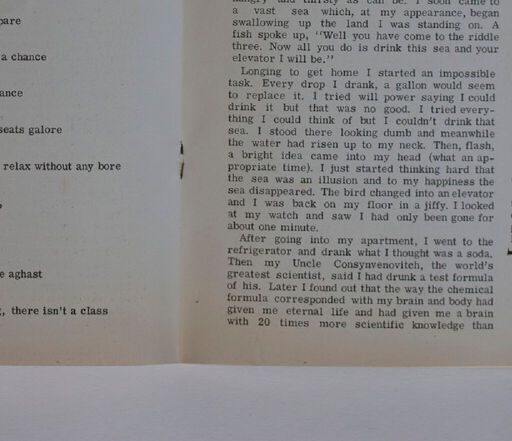 pare
a chance
ance
seats galore
relax without any bore
e aghast
, there isn't a class
hungry and thirsty as can be. I soon came to
a vast sea which, at my appearance, began
swallowing up the land I was standing on. A
fish spoke up, "Well you have come to the riddle
three. Now all you do is drink this sea and your
elevator I will be."
Longing to get home I started an impossible
task. Every drop I drank, a gallon would seem
to replace it. I tried will power saying I could
drink it but that was no good. I tried every-
thing I could think of but I couldn't drink that
sea. I stood there looking dumb and meanwhile
the water had risen up to my neck. Then, flash,
a bright idea came into my head (what an ap-
propriate time). I just started thinking hard that
the sea was an illusion and to my happiness the
sea disappeared. The bird changed into an elevator
and I was back on my floor in a jiffy. I looked
at my watch and saw I had only been gone for
about one minute.
After going into my apartment, I went to the
refrigerator and drank what I thought was a soda.
Then my Uncle Consynvenovitch, the world's
greatest scientist, said I had drunk a test formula
of his. Later I found out that the way the chemical
formula corresponded with my brain and body had
given me eternal life and had given me a brain
with 20 times more scientific knowledge than